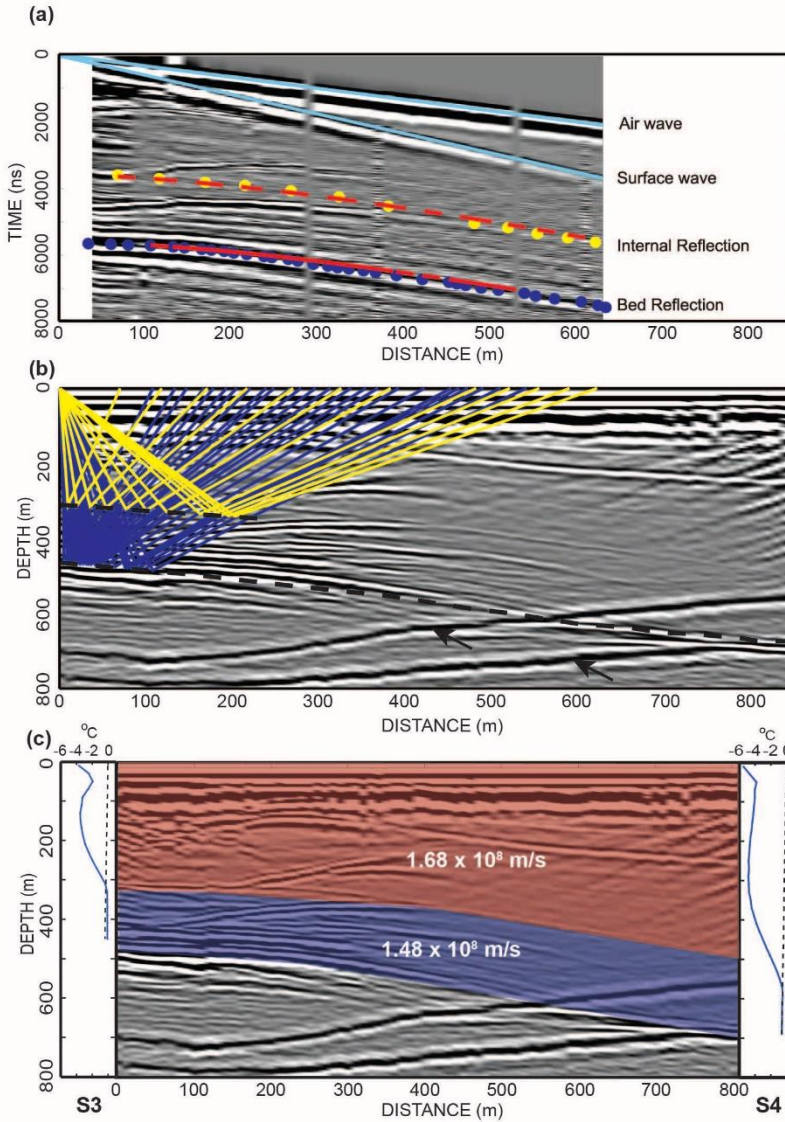 (a)
0
2000
4000
6000
8000
TIME (ns)
Air wave
Surface wave
Internal Reflection
Bed Reflection
0 100 200 300 400 500 600 700 800
DISTANCE (m)
(b)
0
200
400
600
800
DEPTH (m)
0 100 200 300 400 500 600 700 800
DISTANCE (m)
(c)
°C
-6 -4 -2 0
°C
-6 -4 -2 0
0
200
400
600
800
DEPTH (m)
1.68 x 10⁸ m/s
1.48 x 10⁸ m/s
0 100 200 300 400 500 600 700 800
S3 DISTANCE (m) S4